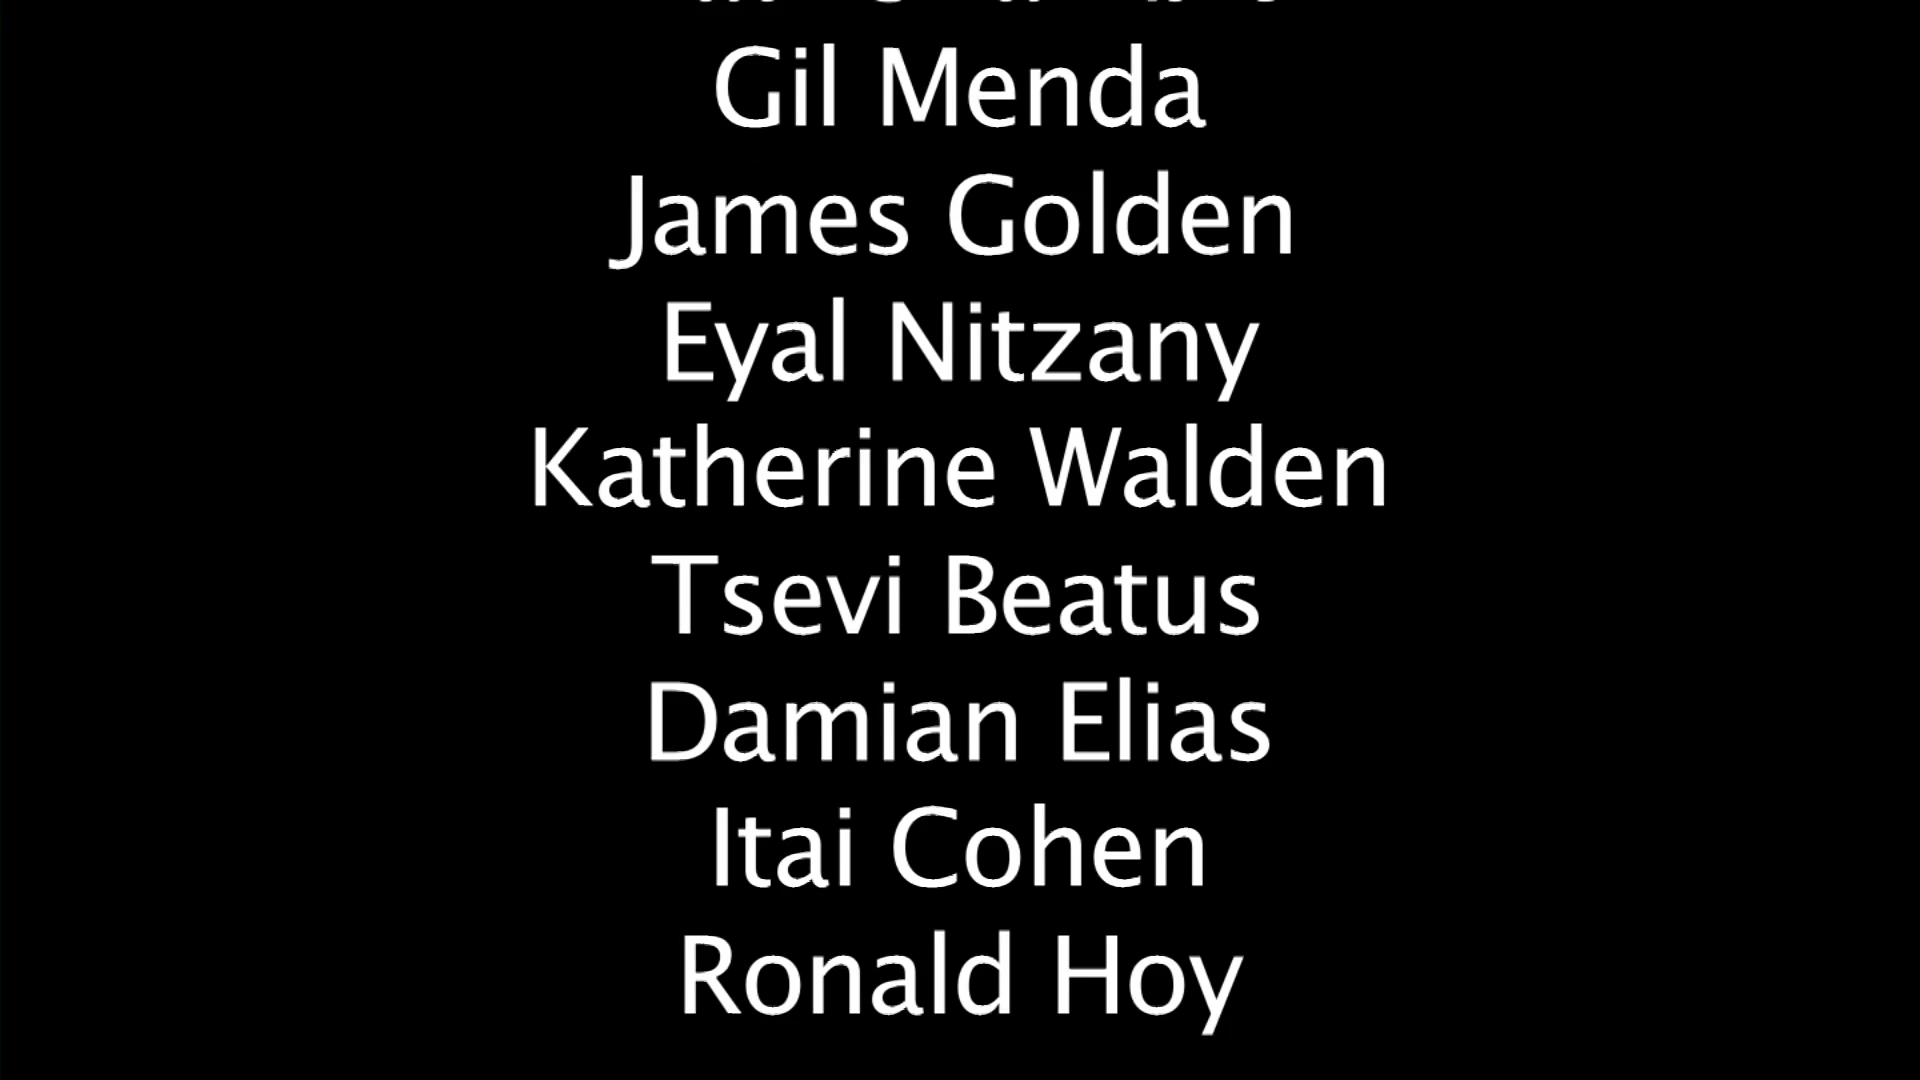 Gil Menda
James Golden
Eyal Nitzany
Katherine Walden
Tsevi Beatus
Damian Elias
Itai Cohen
Ronald Hoy